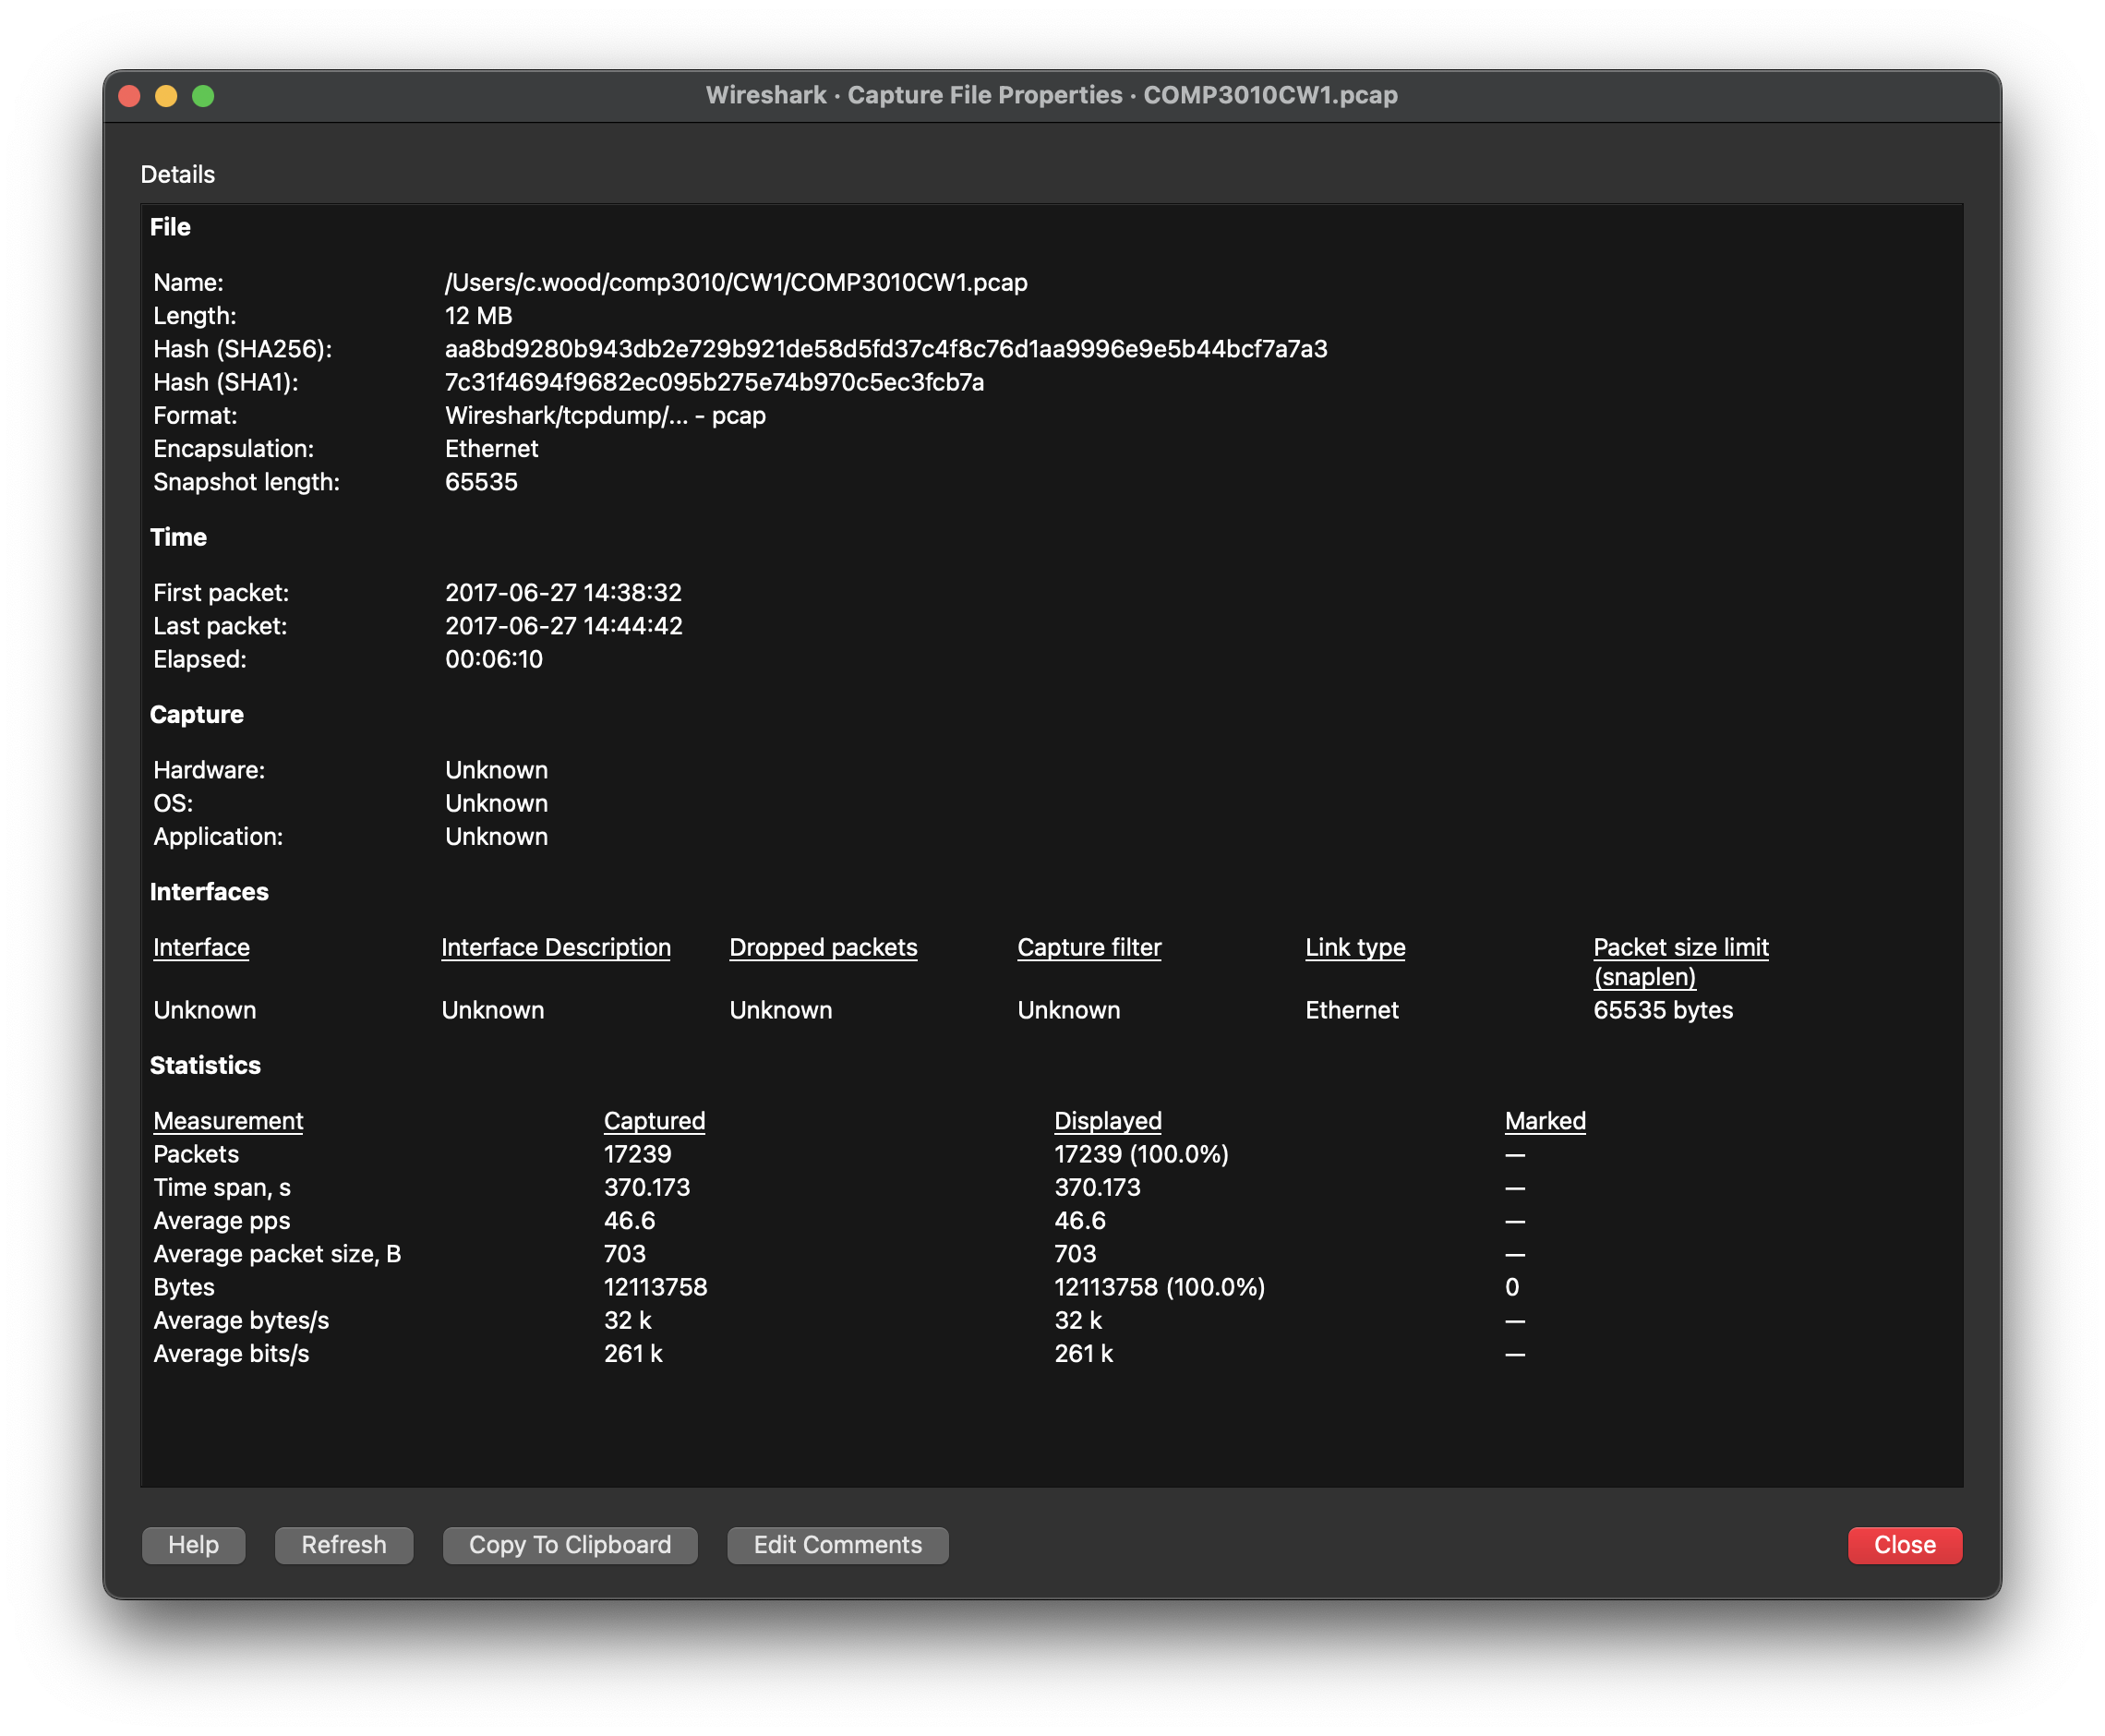 Wireshark · Capture File Properties · COMP3010CW1.pcap
Details
File
Name: /Users/c.wood/comp3010/CW1/COMP3010CW1.pcap
Length: 12 MB
Hash (SHA256): aa8bd9280b943db2e729b921de58d5fd37c4f8c76d1aa9996e9e5b44bcf7a7a3
Hash (SHA1): 7c31f4694f9682ec095b275e74b970c5ec3fcb7a
Format: Wireshark/tcpdump/... - pcap
Encapsulation: Ethernet
Snapshot length: 65535
Time
First packet: 2017-06-27 14:38:32
Last packet: 2017-06-27 14:44:42
Elapsed: 00:06:10
Capture
Hardware: Unknown
OS: Unknown
Application: Unknown
Interfaces
Interface Interface Description Dropped packets Capture filter Link type Packet size limit
(snaplen)
Unknown Unknown Unknown Unknown Ethernet 65535 bytes
Statistics
Measurement Captured Displayed Marked
Packets 17239 17239 (100.0%) —
Time span, s 370.173 370.173 —
Average pps 46.6 46.6 —
Average packet size, B 703 703 —
Bytes 12113758 12113758 (100.0%) 0
Average bytes/s 32 k 32 k —
Average bits/s 261 k 261 k —
Help Refresh Copy To Clipboard Edit Comments Close